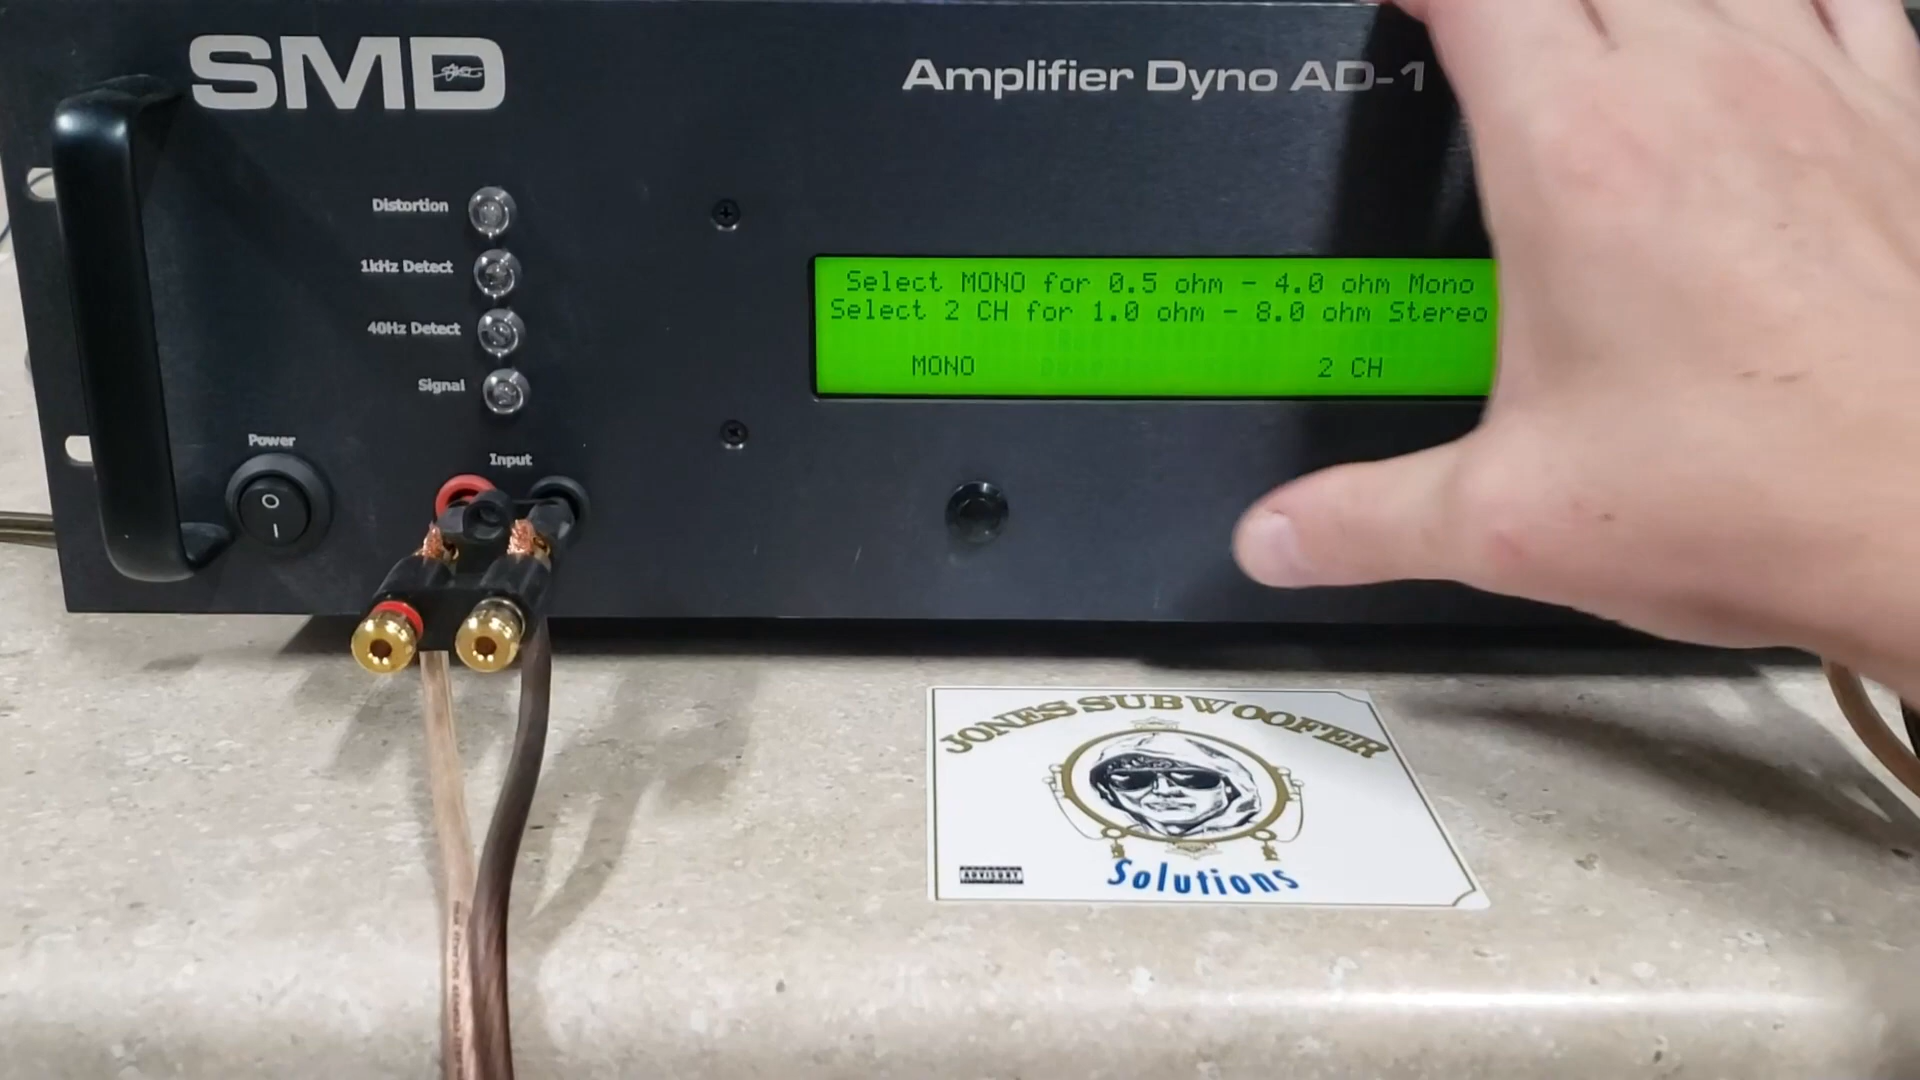 SMD
Amplifier Dyno AD-1
Distortion
1kHz Detect
40Hz Detect
Signal
Power
O
I
Input
Select MONO for 0.5 ohm - 4.0 ohm Mono
Select 2 CH for 1.0 ohm - 8.0 ohm Stereo
MONO 2 CH
JONES SUBWOOFER
Solutions
ADVISORY